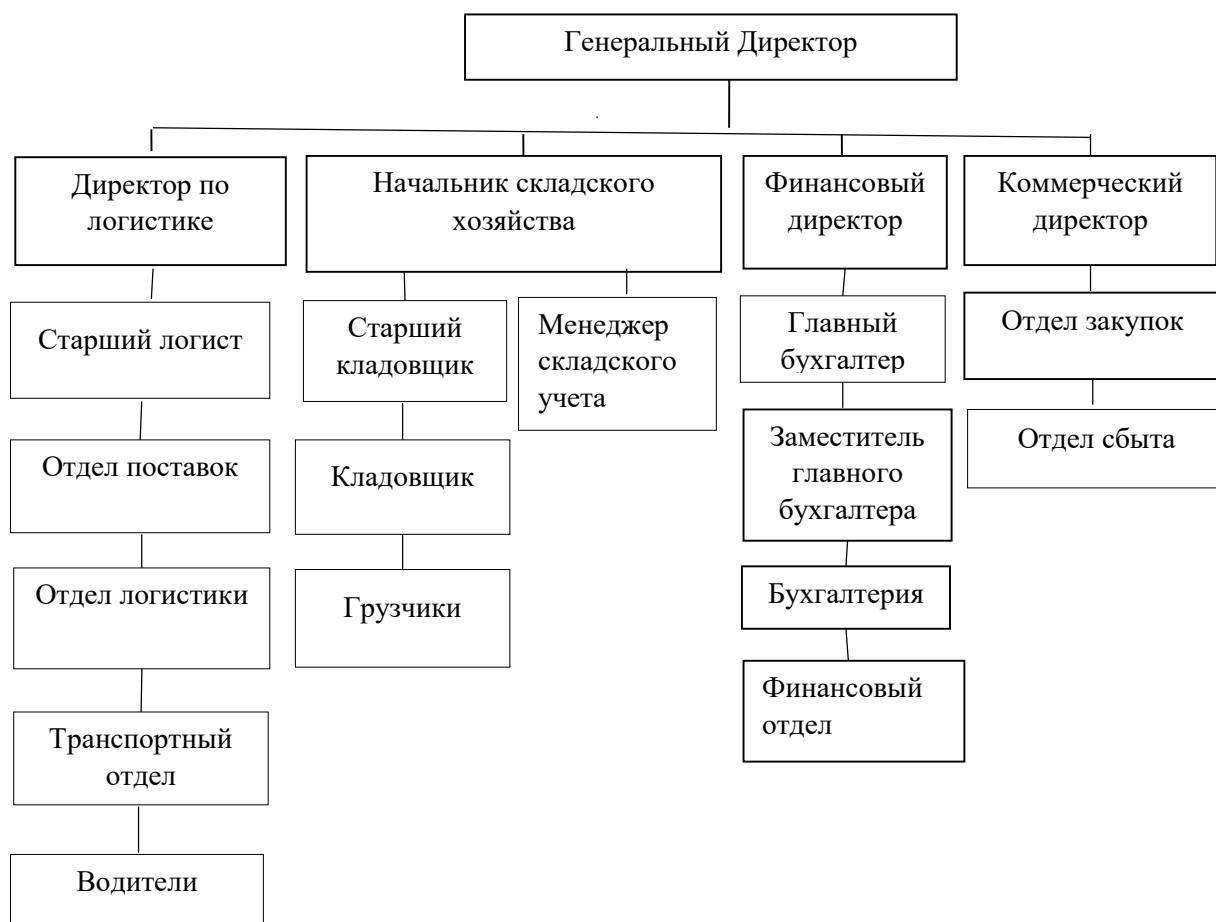 Генеральный Директор
Директор по
логистике
Начальник складского
хозяйства
Финансовый
директор
Коммерческий
директор
Старший логист
Старший
кладовщик
Менеджер
складского
учета
Главный
бухгалтер
Отдел закупок
Отдел поставок
Кладовщик
Заместитель
главного
бухгалтера
Отдел сбыта
Отдел логистики
Грузчики
Бухгалтерия
Транспортный
отдел
Финансовый
отдел
Водители